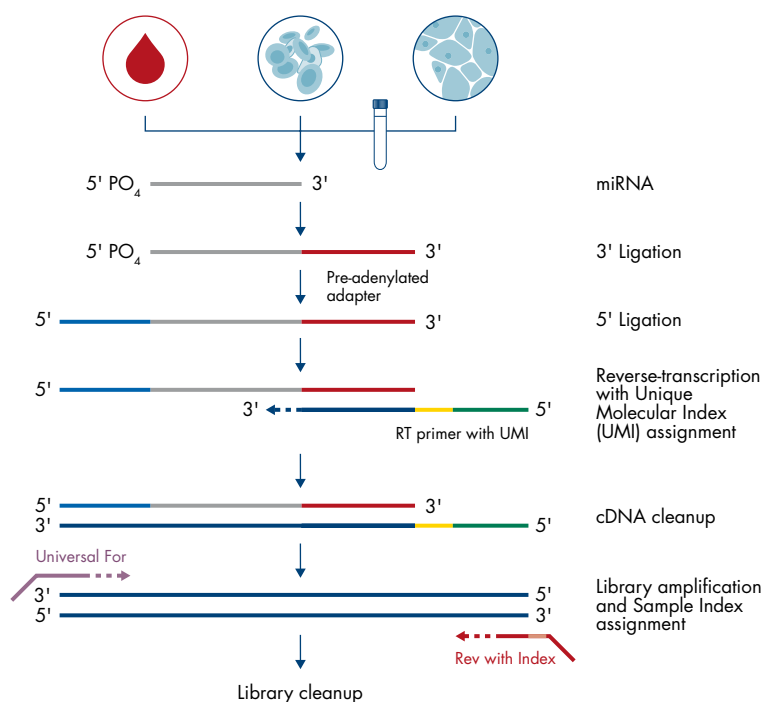 5' PO4
3'
miRNA
5' PO4
3'
3' Ligation
Pre-adenylated
adapter
5'
3'
5' Ligation
5'
Reverse-transcription
with Unique
Molecular Index
(UMI) assignment
3'
5'
RT primer with UMI
5'
3'
3'
5'
cDNA cleanup
Universal For
3'
5'
5'
3'
Library amplification
and Sample Index
assignment
Rev with Index
Library cleanup